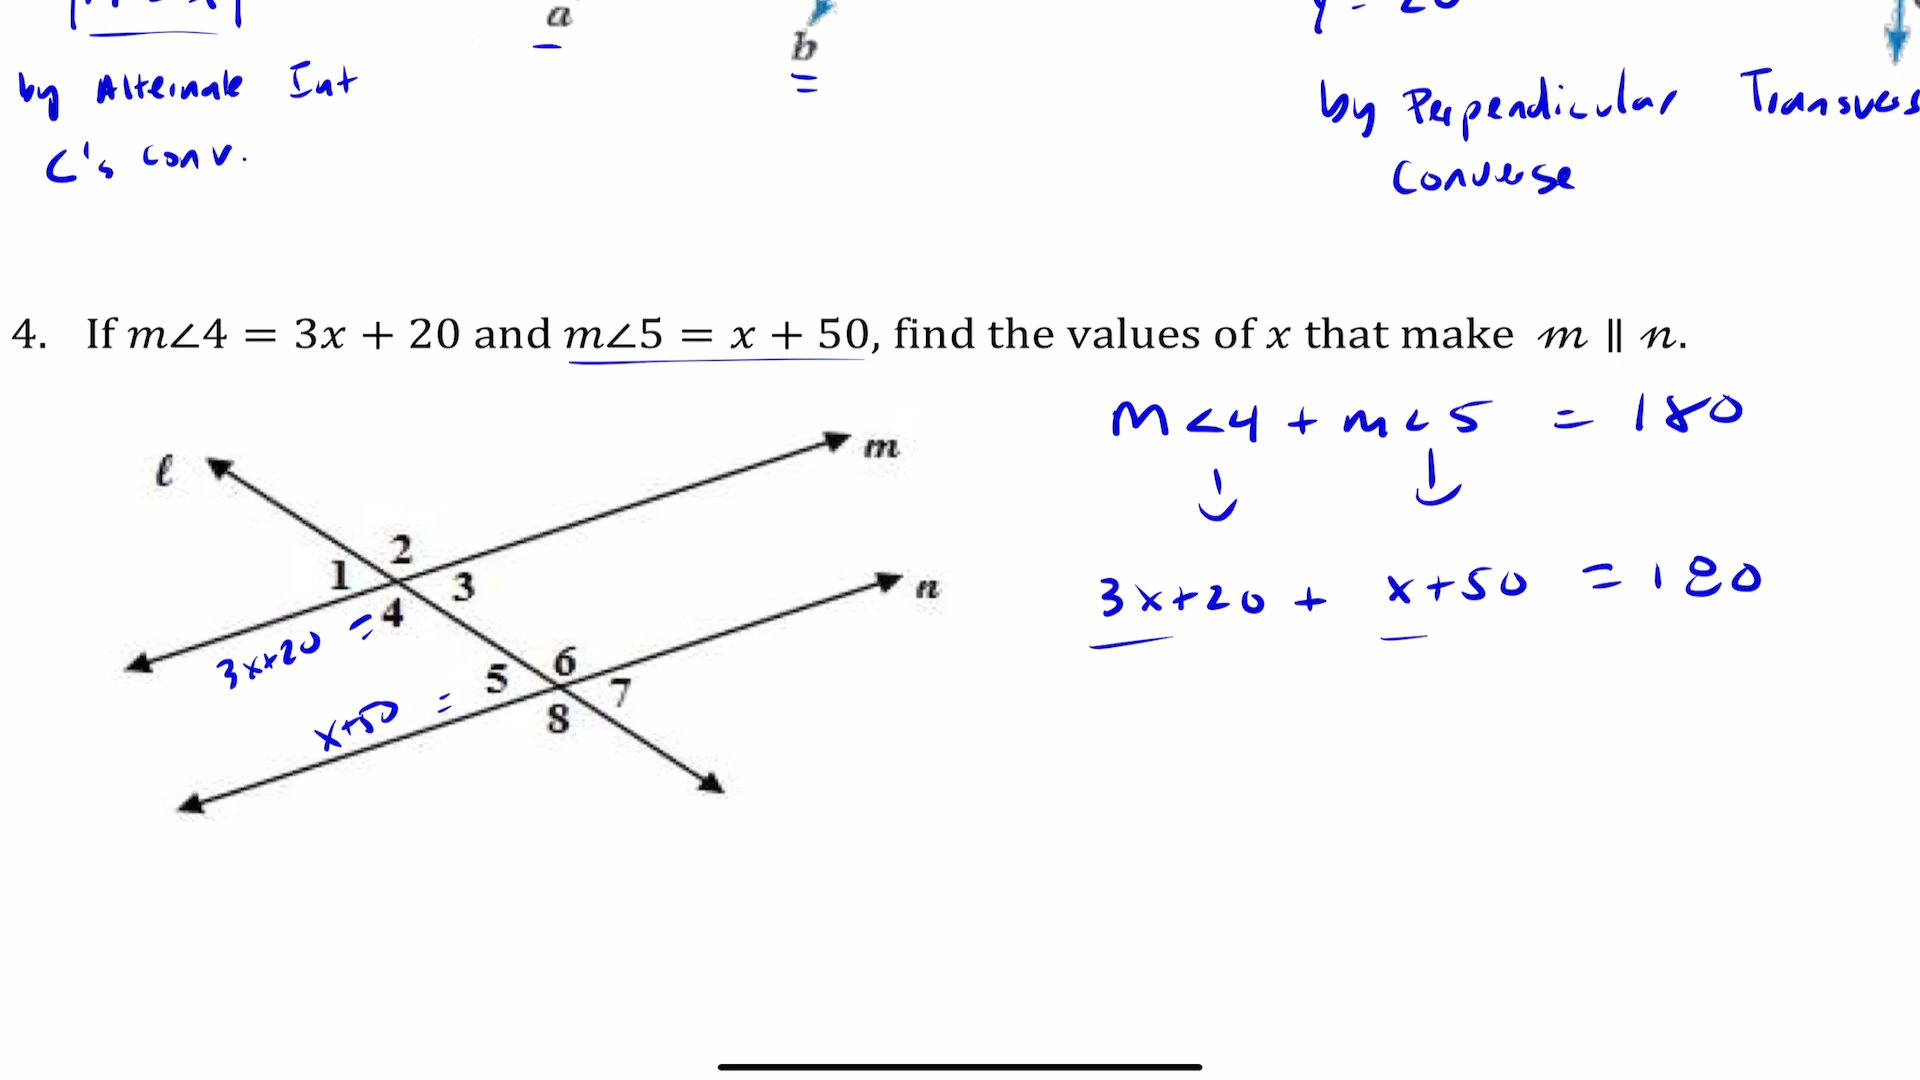 a
b
y = 20
by Alternate Int
<'s conv.
by Perpendicular Transvers
Converse
4. If m∠4 = 3x + 20 and m∠5 = x + 50, find the values of x that make m ∥ n.
m<4 + m<5 = 180
3x+20 + x+50 = 180
ℓ
m
n
1 2 3 4
3x+20 =
5 6 7 8
x+50 =